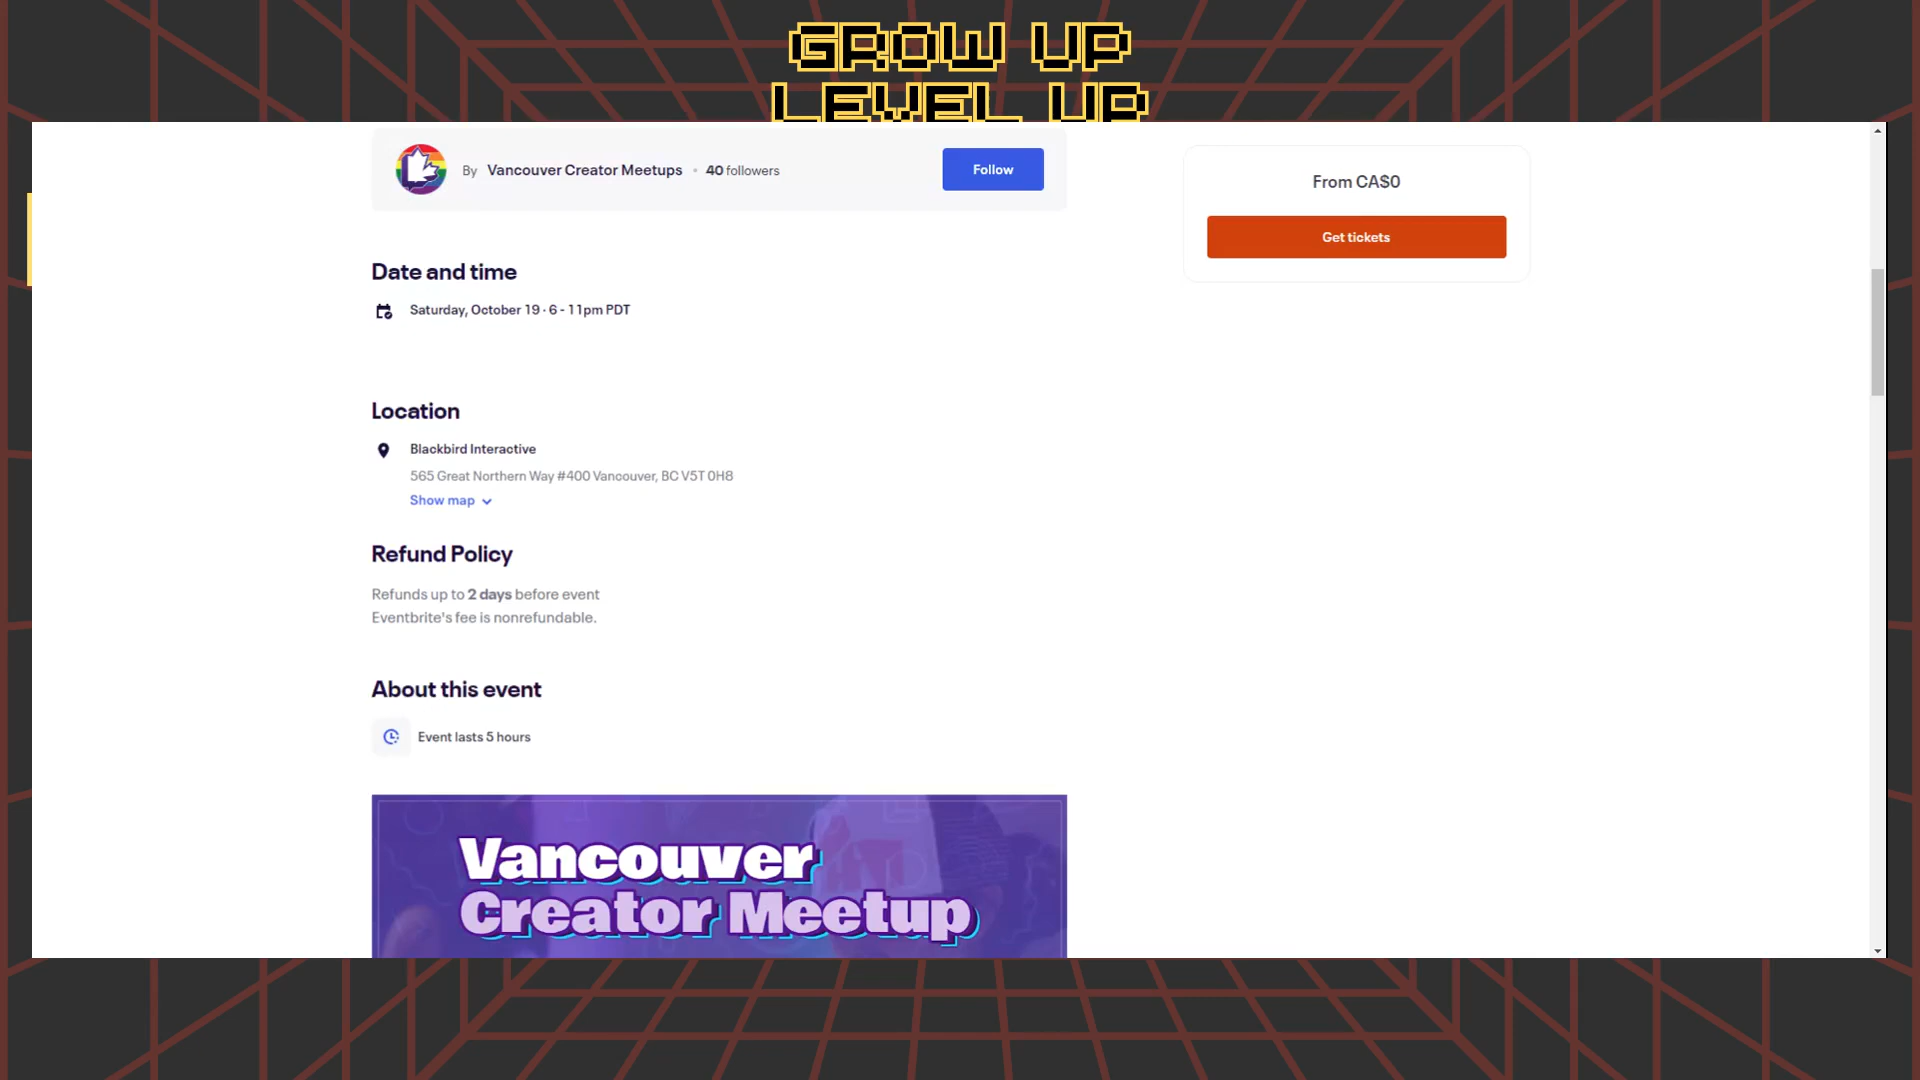 GROW UP
LEVEL UP
By Vancouver Creator Meetups • 40 followers
Follow
From CA$0
Get tickets
Date and time
Saturday, October 19 · 6 - 11pm PDT
Location
Blackbird Interactive
565 Great Northern Way #400 Vancouver, BC V5T 0H8
Show map
Refund Policy
Refunds up to 2 days before event
Eventbrite's fee is nonrefundable.
About this event
Event lasts 5 hours
Vancouver
Creator Meetup